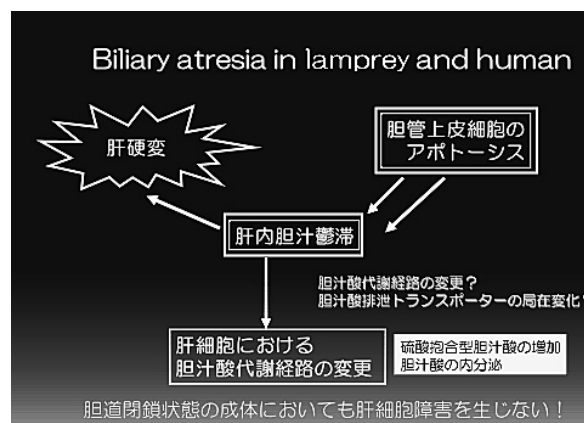 Biliary atresia in lamprey and human
肝硬変
胆管上皮細胞の
アポトーシス
肝内胆汁鬱滞
胆汁酸代謝経路の変更？
胆汁酸排泄トランスポーターの局在変化？
肝細胞における
胆汁酸代謝経路の変更
硫酸抱合型胆汁酸の増加
胆汁酸の内分泌
胆道閉鎖状態の成体においても肝細胞障害を生じない！